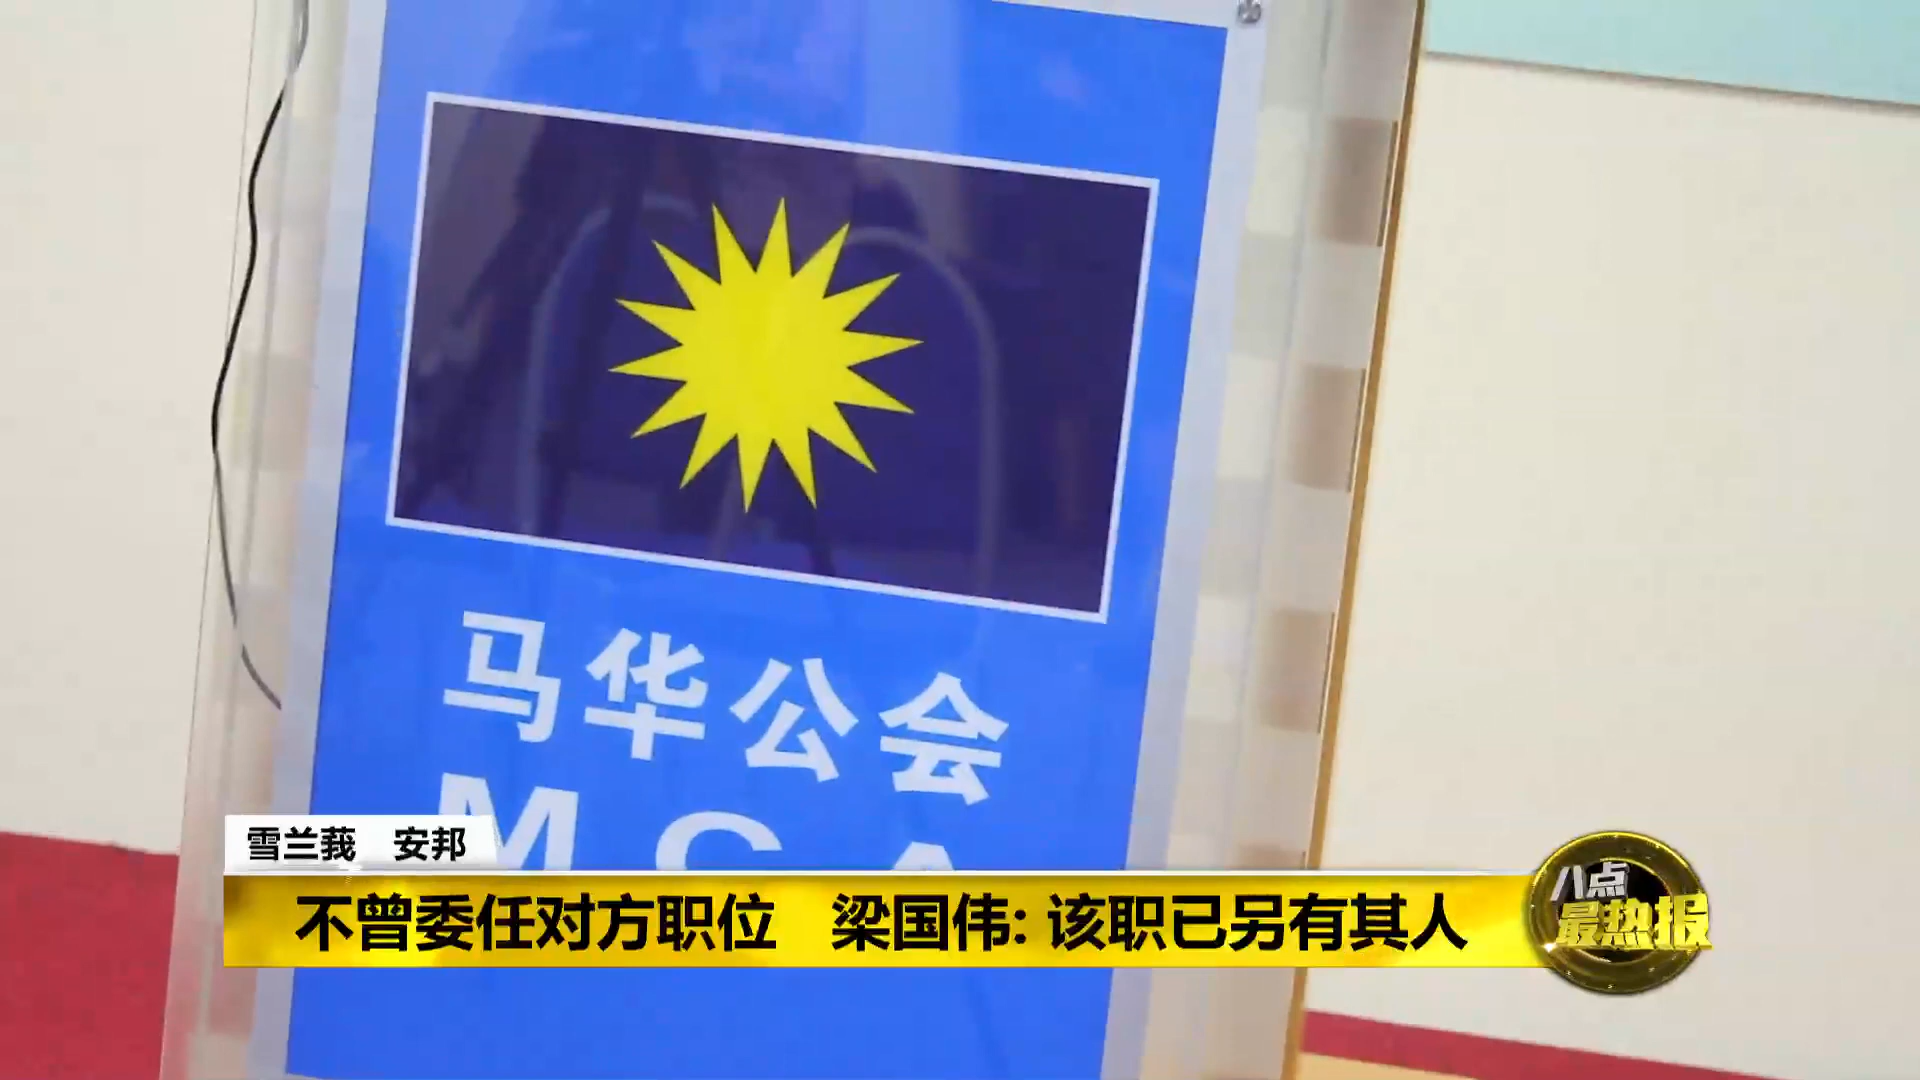 马华公会
MCA
雪兰莪 安邦
不曾委任对方职位 梁国伟: 该职已另有其人
八点
最热报